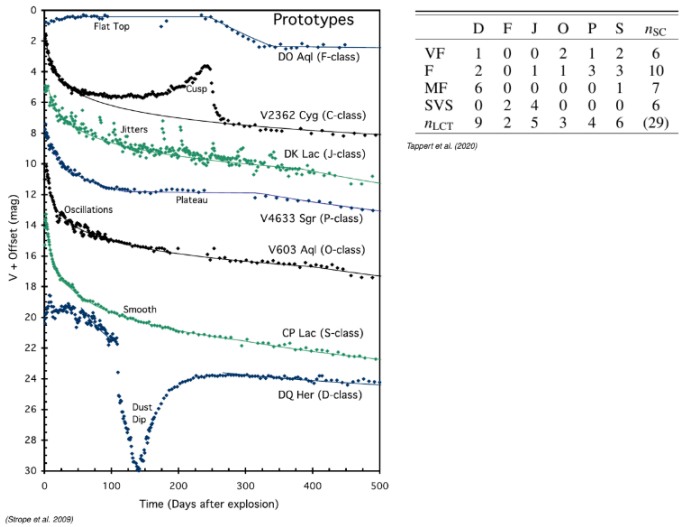 Prototypes
Flat Top
DO Aql (F-class)
Cusp
V2362 Cyg (C-class)
Jitters
DK Lac (J-class)
Plateau
V4633 Sgr (P-class)
Oscillations
V603 Aql (O-class)
Smooth
CP Lac (S-class)
Dust
Dip
DQ Her (D-class)
V + Offset (mag)
0
2
4
6
8
10
12
14
16
18
20
22
24
26
28
30
0 100 200 300 400 500
Time (Days after explosion)
(Strope et al. 2009)
D F J O P S nSC
VF 1 0 0 2 1 2 6
F 2 0 1 1 3 3 10
MF 6 0 0 0 0 1 7
SVS 0 2 4 0 0 0 6
nLCT 9 2 5 3 4 6 (29)
Tappert et al. (2020)